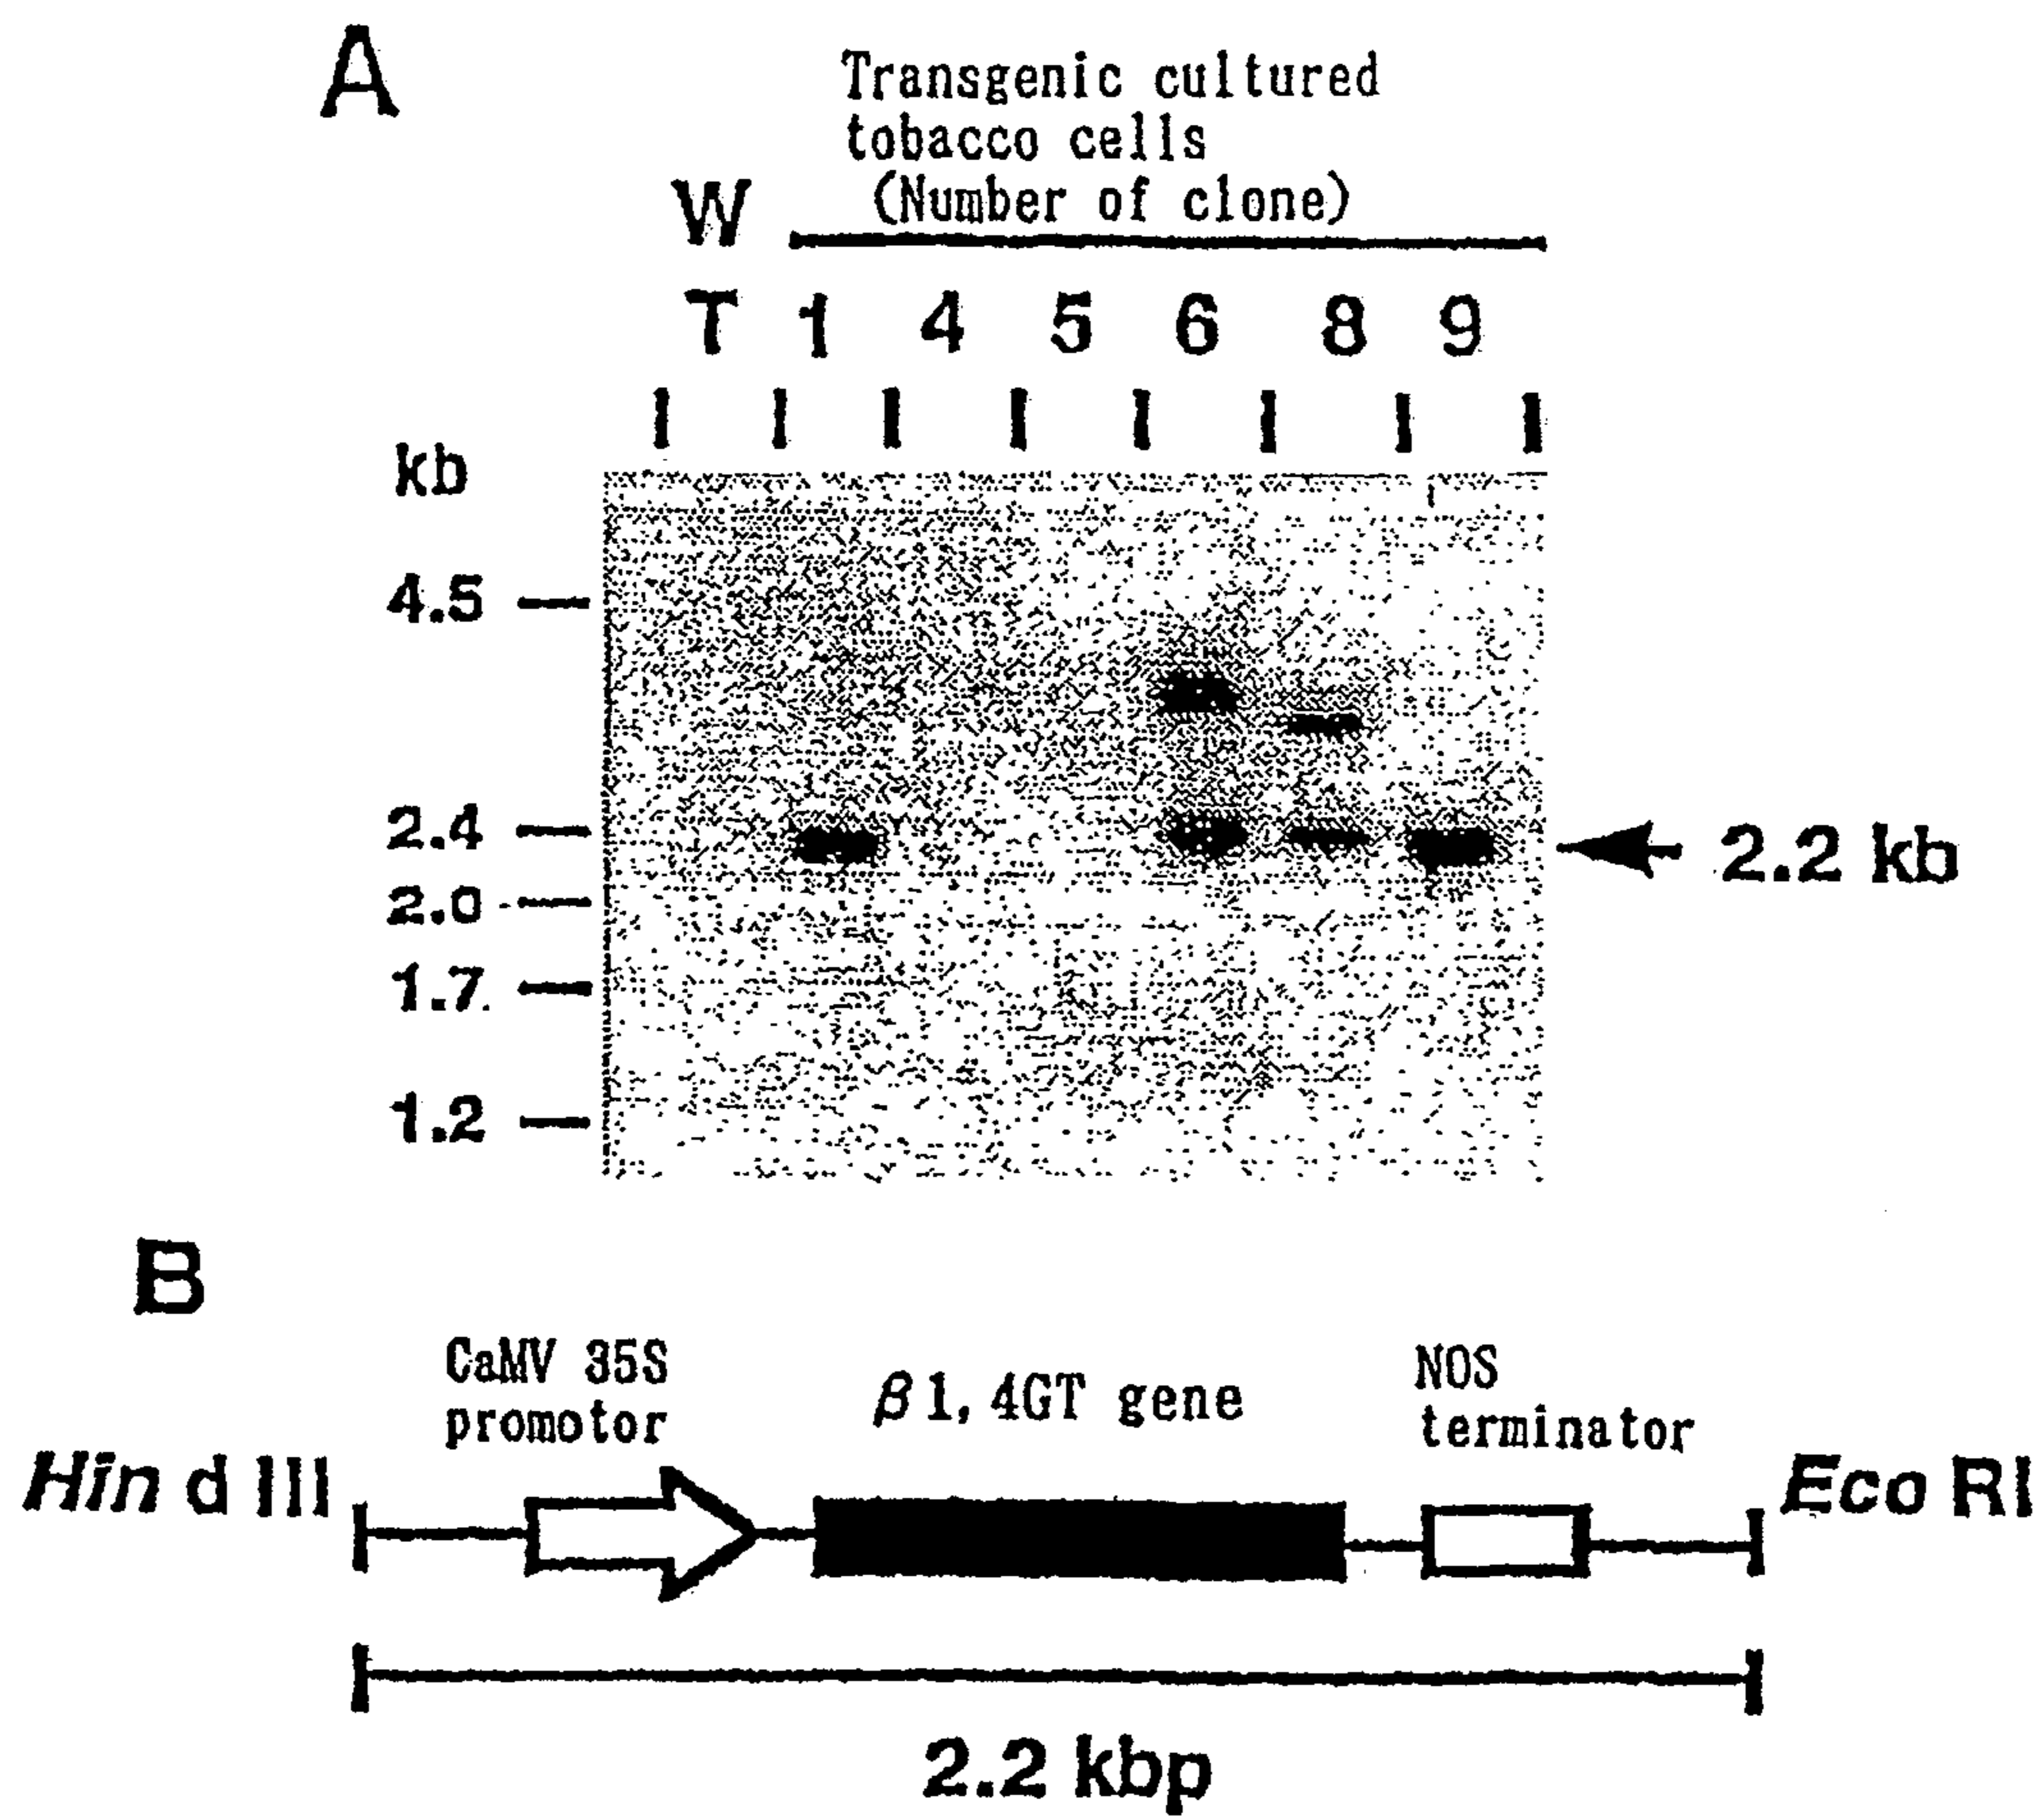 A
Transgenic cultured
tobacco cells
(Number of clone)
W
T 1 4 5 6 8 9
kb
4.5
2.4
2.0
1.7
1.2
2.2 kb
B
CaMV 35S
promotor
β1,4GT gene
NOS
terminator
Hin d III
Eco RI
2.2 kbp